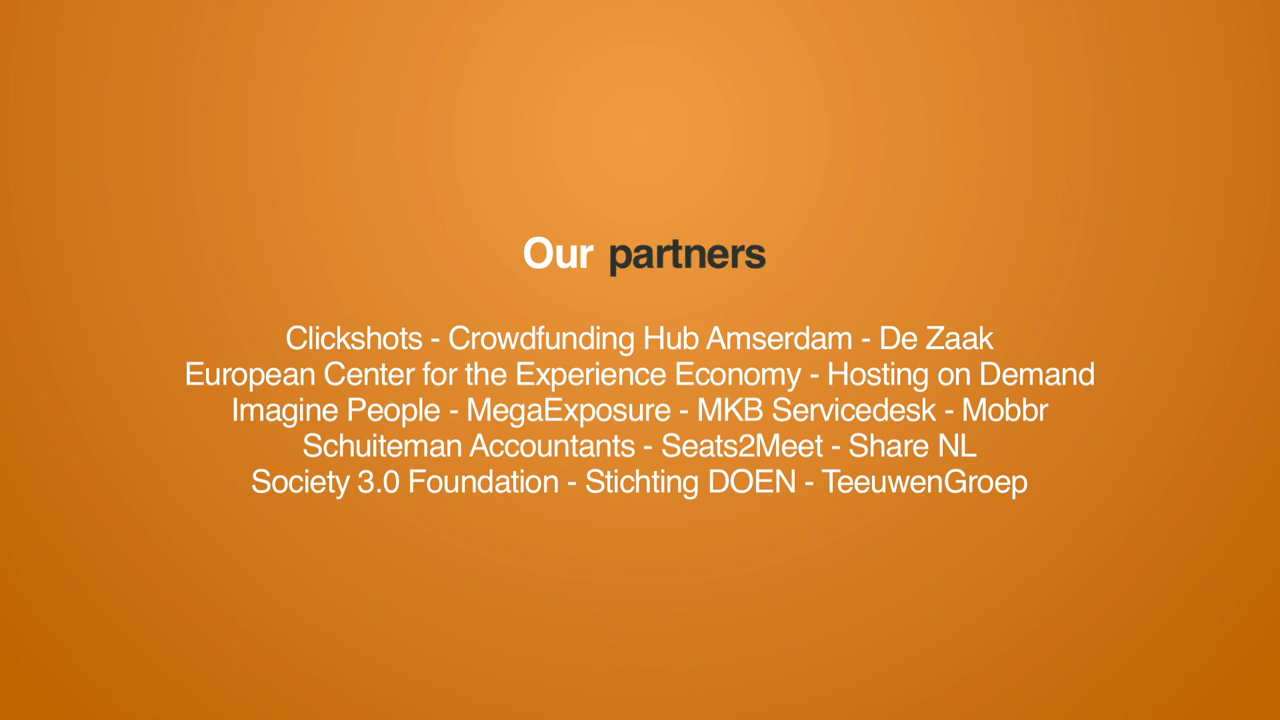 Our partners
Clickshots - Crowdfunding Hub Amserdam - De Zaak
European Center for the Experience Economy - Hosting on Demand
Imagine People - MegaExposure - MKB Servicedesk - Mobbr
Schuiteman Accountants - Seats2Meet - Share NL
Society 3.0 Foundation - Stichting DOEN - TeeuwenGroep